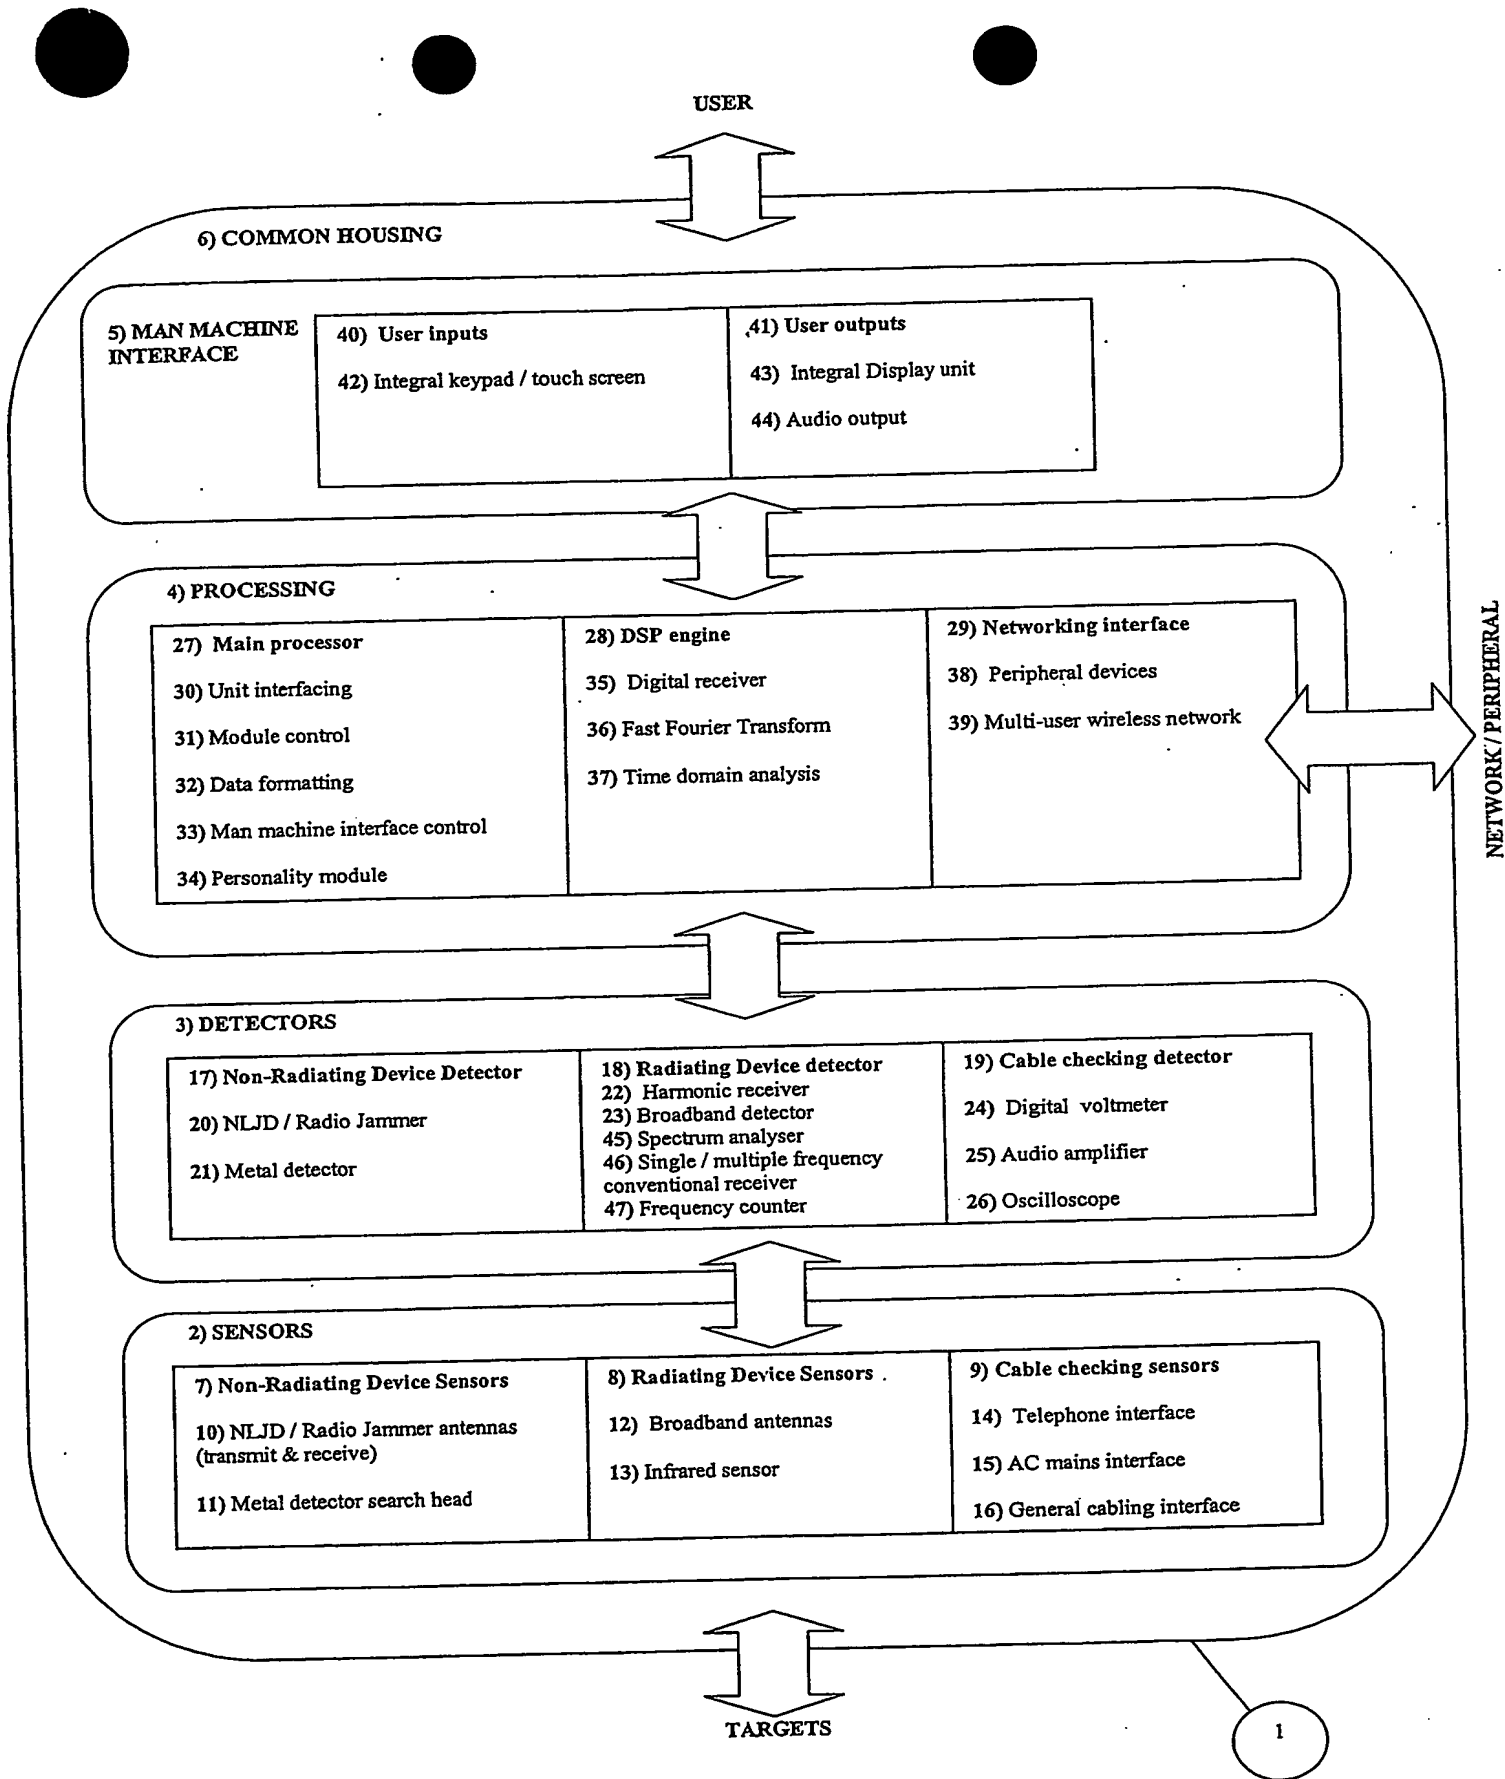 USER
6) COMMON HOUSING
5) MAN MACHINE
INTERFACE
40) User inputs
42) Integral keypad / touch screen
41) User outputs
43) Integral Display unit
44) Audio output
4) PROCESSING
27) Main processor
30) Unit interfacing
31) Module control
32) Data formatting
33) Man machine interface control
34) Personality module
28) DSP engine
35) Digital receiver
36) Fast Fourier Transform
37) Time domain analysis
29) Networking interface
38) Peripheral devices
39) Multi-user wireless network
NETWORK / PERIPHERAL
3) DETECTORS
17) Non-Radiating Device Detector
20) NLJD / Radio Jammer
21) Metal detector
18) Radiating Device detector
22) Harmonic receiver
23) Broadband detector
45) Spectrum analyser
46) Single / multiple frequency
conventional receiver
47) Frequency counter
19) Cable checking detector
24) Digital voltmeter
25) Audio amplifier
26) Oscilloscope
2) SENSORS
7) Non-Radiating Device Sensors
10) NLJD / Radio Jammer antennas
(transmit & receive)
11) Metal detector search head
8) Radiating Device Sensors
12) Broadband antennas
13) Infrared sensor
9) Cable checking sensors
14) Telephone interface
15) AC mains interface
16) General cabling interface
TARGETS
1